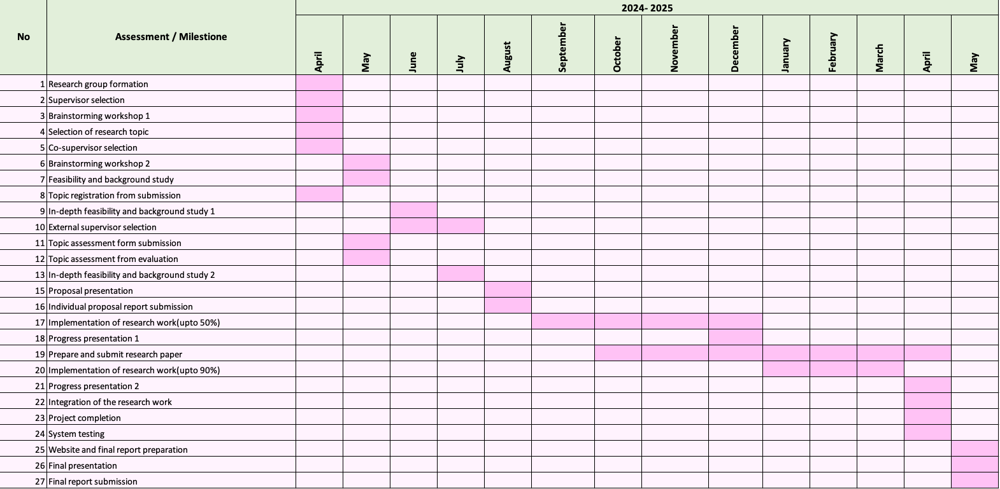 2024- 2025
No Assessment / Milestione
April May June July August September October November December January February March April May
1 Research group formation
2 Supervisor selection
3 Brainstorming workshop 1
4 Selection of research topic
5 Co-supervisor selection
6 Brainstorming workshop 2
7 Feasibility and background study
8 Topic registration from submission
9 In-depth feasibility and background study 1
10 External supervisor selection
11 Topic assessment form submission
12 Topic assessment from evaluation
13 In-depth feasibility and background study 2
15 Proposal presentation
16 Individual proposal report submission
17 Implementation of research work(upto 50%)
18 Progress presentation 1
19 Prepare and submit research paper
20 Implementation of research work(upto 90%)
21 Progress presentation 2
22 Integration of the research work
23 Project completion
24 System testing
25 Website and final report preparation
26 Final presentation
27 Final report submission